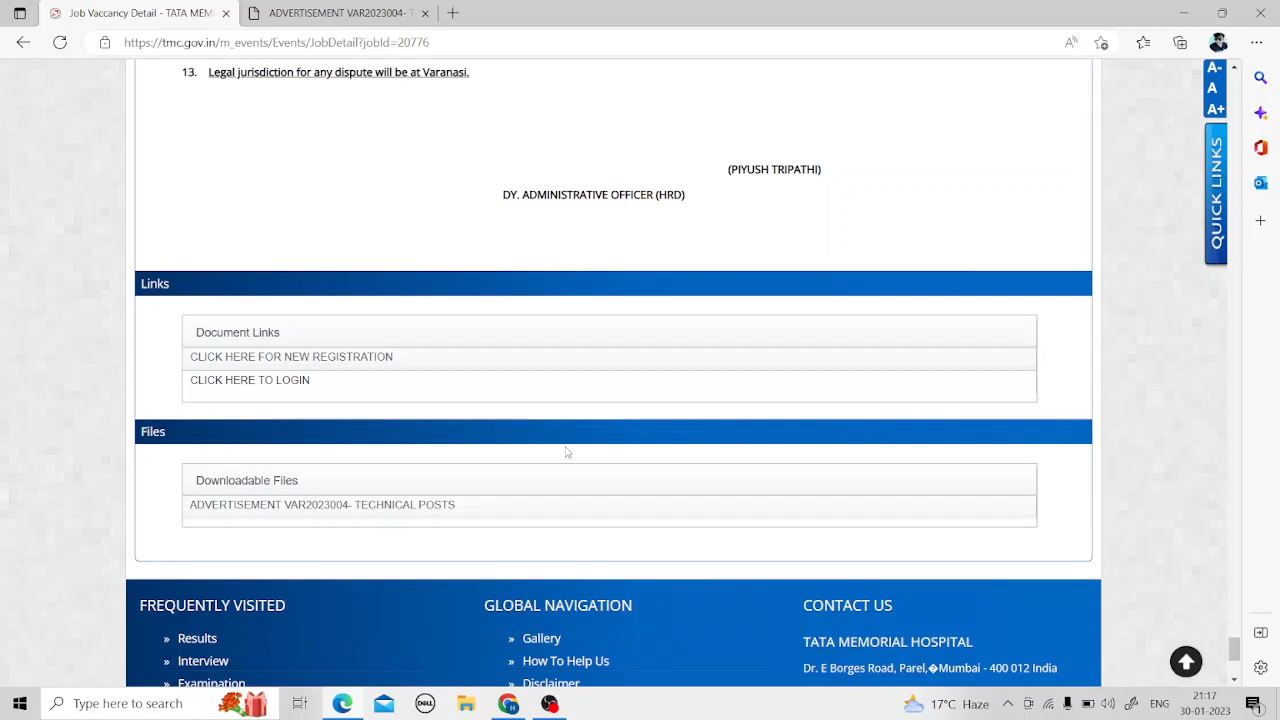 Job Vaccancy Detail - TATA MEM
ADVERTISEMENT VAR2023004- T
https://tmc.gov.in/m_events/Events/JobDetail?jobId=20776
A-
A
A+
QUICK LINKS
13. Legal jurisdiction for any dispute will be at Varanasi.
(PIYUSH TRIPATHI)
DY. ADMINISTRATIVE OFFICER (HRD)
Links
Document Links
CLICK HERE FOR NEW REGISTRATION
CLICK HERE TO LOGIN
Files
Downloadable Files
ADVERTISEMENT VAR2023004- TECHNICAL POSTS
FREQUENTLY VISITED
» Results
» Interview
» Examination
GLOBAL NAVIGATION
» Gallery
» How To Help Us
» Disclaimer
CONTACT US
TATA MEMORIAL HOSPITAL
Dr. E Borges Road, Parel,�Mumbai - 400 012 India
Type here to search
DELL
17°C Haze
ENG
21:17
30-01-2023
1